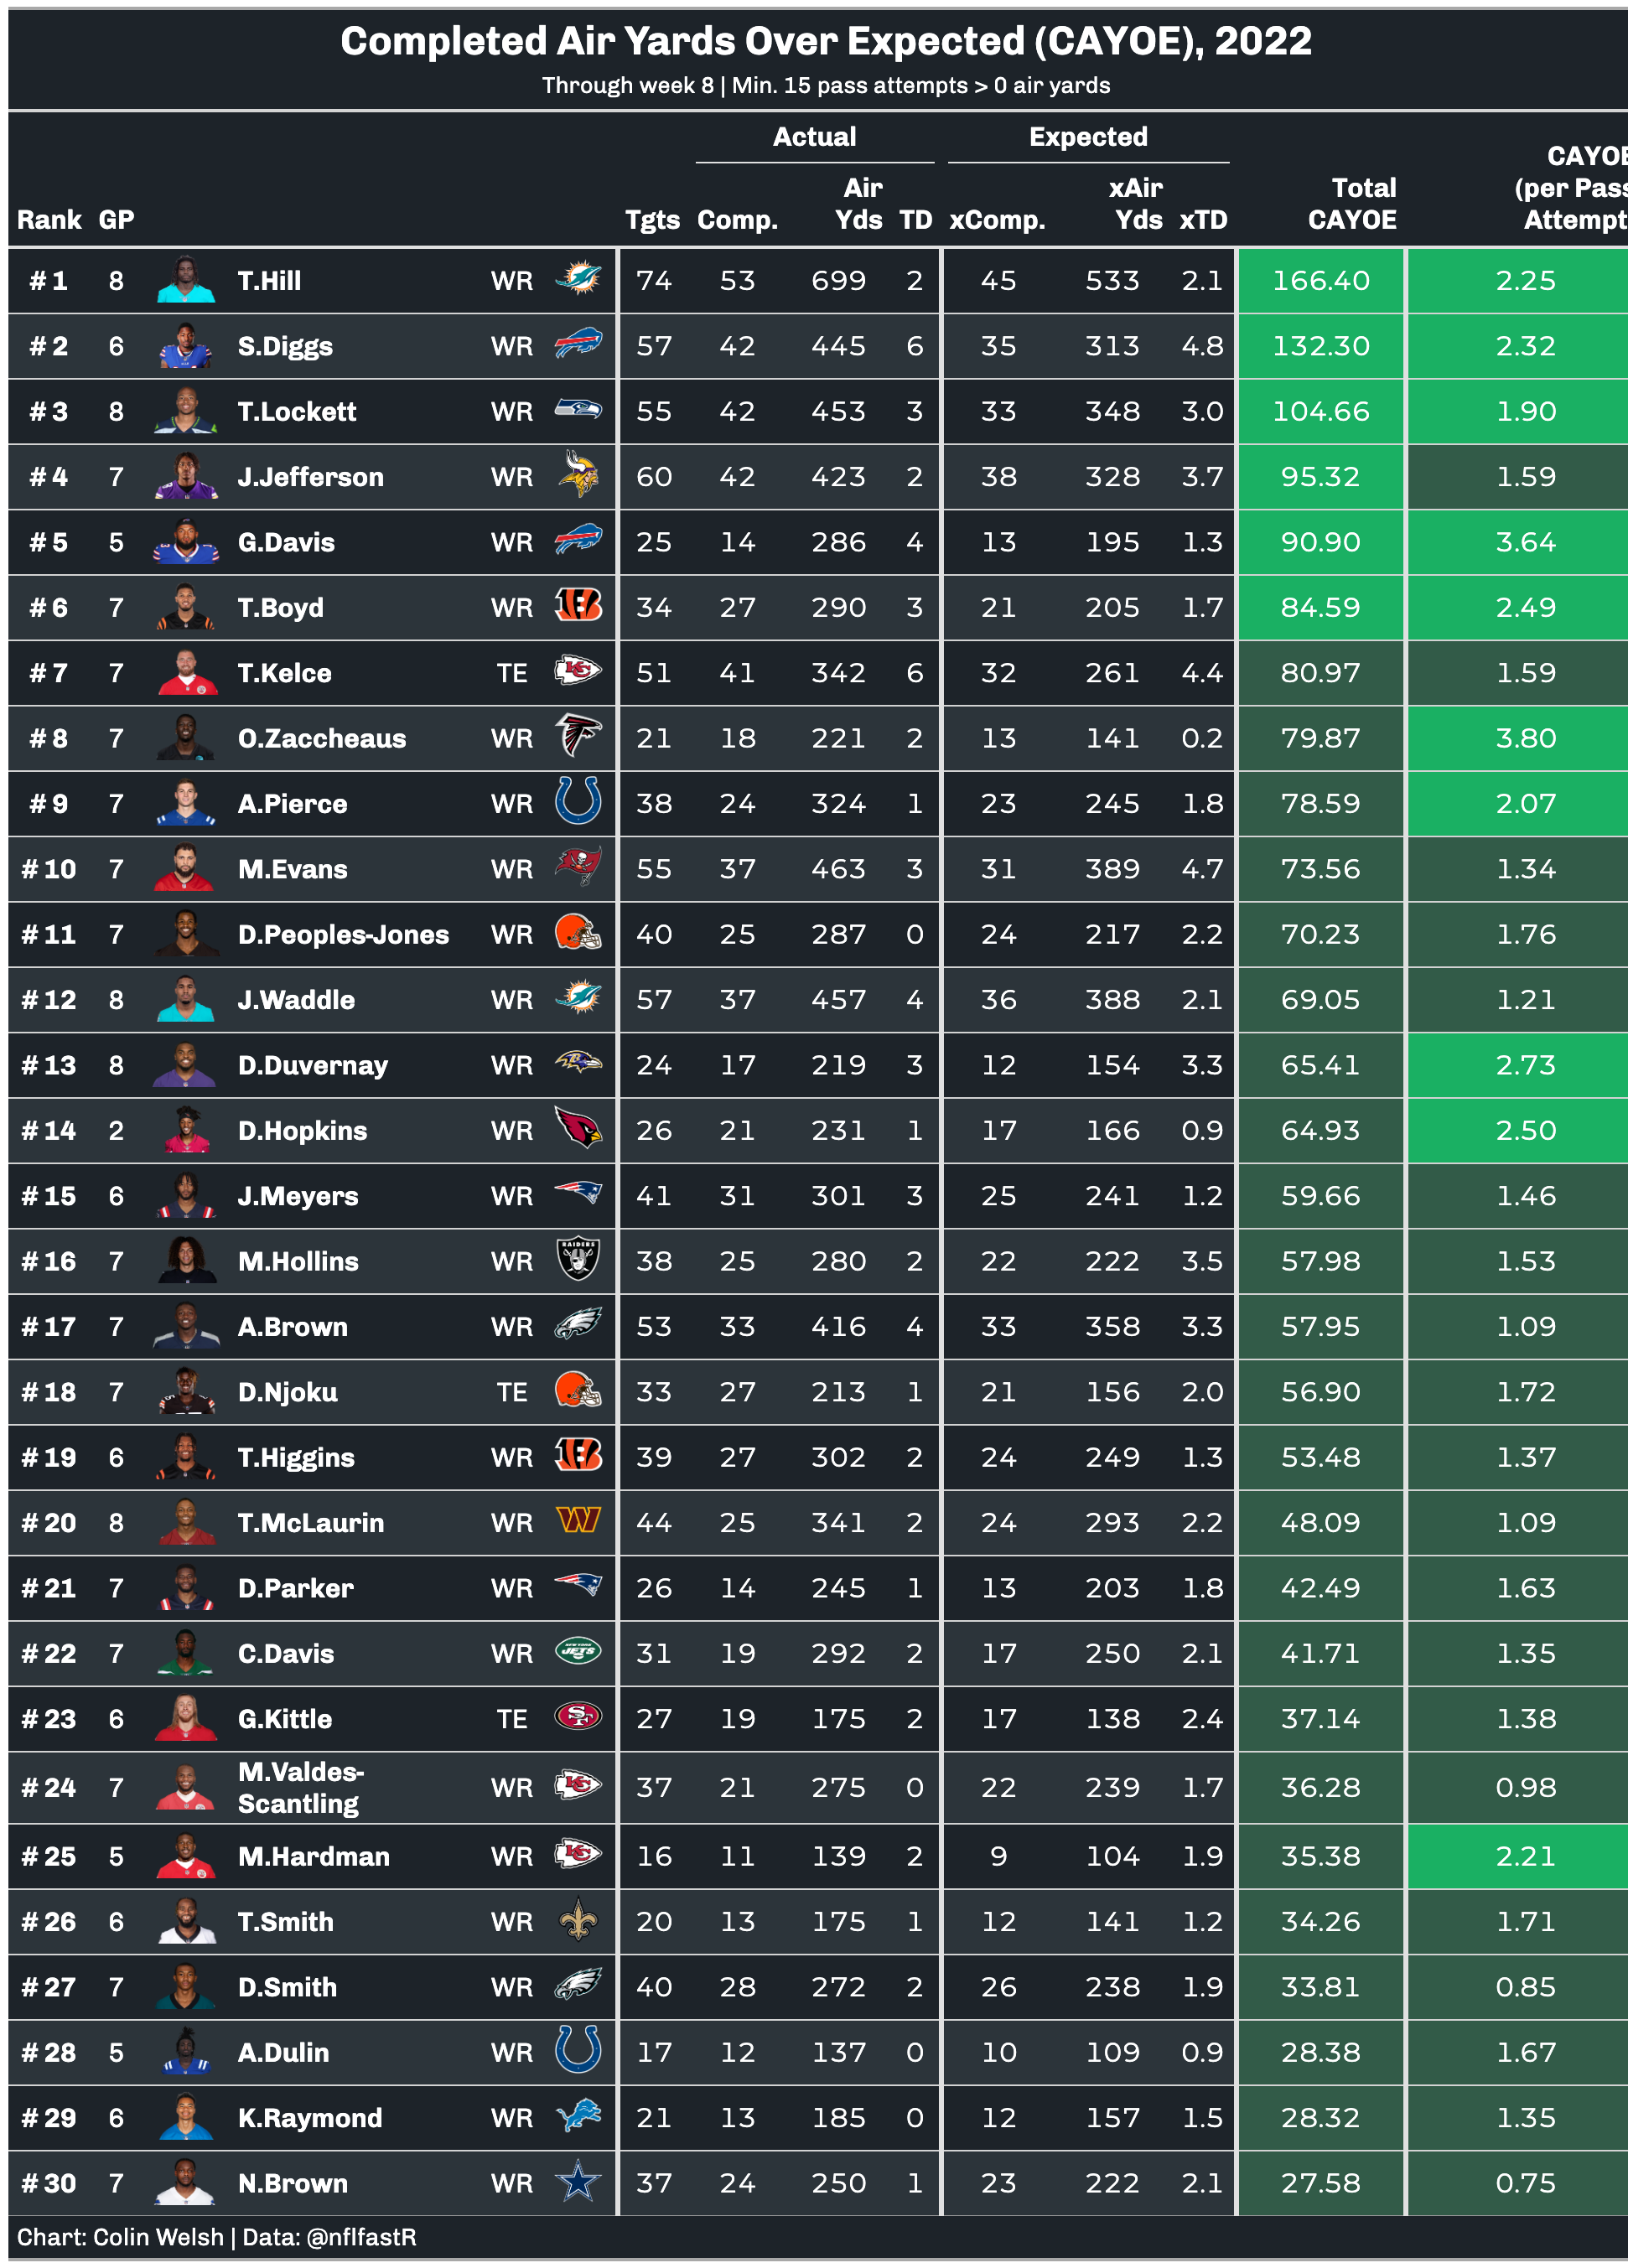 Completed Air Yards Over Expected (CAYOE), 2022
Through week 8 | Min. 15 pass attempts > 0 air yards
Actual Expected
Rank GP Tgts Comp. Air Yds TD xComp. xAir Yds xTD Total CAYOE CAYOE (per Pass Attempt
#1 8 T.Hill WR 74 53 699 2 45 533 2.1 166.40 2.25
#2 6 S.Diggs WR 57 42 445 6 35 313 4.8 132.30 2.32
#3 8 T.Lockett WR 55 42 453 3 33 348 3.0 104.66 1.90
#4 7 J.Jefferson WR 60 42 423 2 38 328 3.7 95.32 1.59
#5 5 G.Davis WR 25 14 286 4 13 195 1.3 90.90 3.64
#6 7 T.Boyd WR 34 27 290 3 21 205 1.7 84.59 2.49
#7 7 T.Kelce TE 51 41 342 6 32 261 4.4 80.97 1.59
#8 7 O.Zaccheaus WR 21 18 221 2 13 141 0.2 79.87 3.80
#9 7 A.Pierce WR 38 24 324 1 23 245 1.8 78.59 2.07
#10 7 M.Evans WR 55 37 463 3 31 389 4.7 73.56 1.34
#11 7 D.Peoples-Jones WR 40 25 287 0 24 217 2.2 70.23 1.76
#12 8 J.Waddle WR 57 37 457 4 36 388 2.1 69.05 1.21
#13 8 D.Duvernay WR 24 17 219 3 12 154 3.3 65.41 2.73
#14 2 D.Hopkins WR 26 21 231 1 17 166 0.9 64.93 2.50
#15 6 J.Meyers WR 41 31 301 3 25 241 1.2 59.66 1.46
#16 7 M.Hollins WR RAIDERS 38 25 280 2 22 222 3.5 57.98 1.53
#17 7 A.Brown WR 53 33 416 4 33 358 3.3 57.95 1.09
#18 7 D.Njoku TE 33 27 213 1 21 156 2.0 56.90 1.72
#19 6 T.Higgins WR 39 27 302 2 24 249 1.3 53.48 1.37
#20 8 T.McLaurin WR 44 25 341 2 24 293 2.2 48.09 1.09
#21 7 D.Parker WR 26 14 245 1 13 203 1.8 42.49 1.63
#22 7 C.Davis WR NEW YORK JETS 31 19 292 2 17 250 2.1 41.71 1.35
#23 6 G.Kittle TE SF 27 19 175 2 17 138 2.4 37.14 1.38
#24 7 M.Valdes-Scantling WR KC 37 21 275 0 22 239 1.7 36.28 0.98
#25 5 M.Hardman WR KC 16 11 139 2 9 104 1.9 35.38 2.21
#26 6 T.Smith WR 20 13 175 1 12 141 1.2 34.26 1.71
#27 7 D.Smith WR 40 28 272 2 26 238 1.9 33.81 0.85
#28 5 A.Dulin WR 17 12 137 0 10 109 0.9 28.38 1.67
#29 6 K.Raymond WR 21 13 185 0 12 157 1.5 28.32 1.35
#30 7 N.Brown WR 37 24 250 1 23 222 2.1 27.58 0.75
Chart: Colin Welsh | Data: @nflfastR